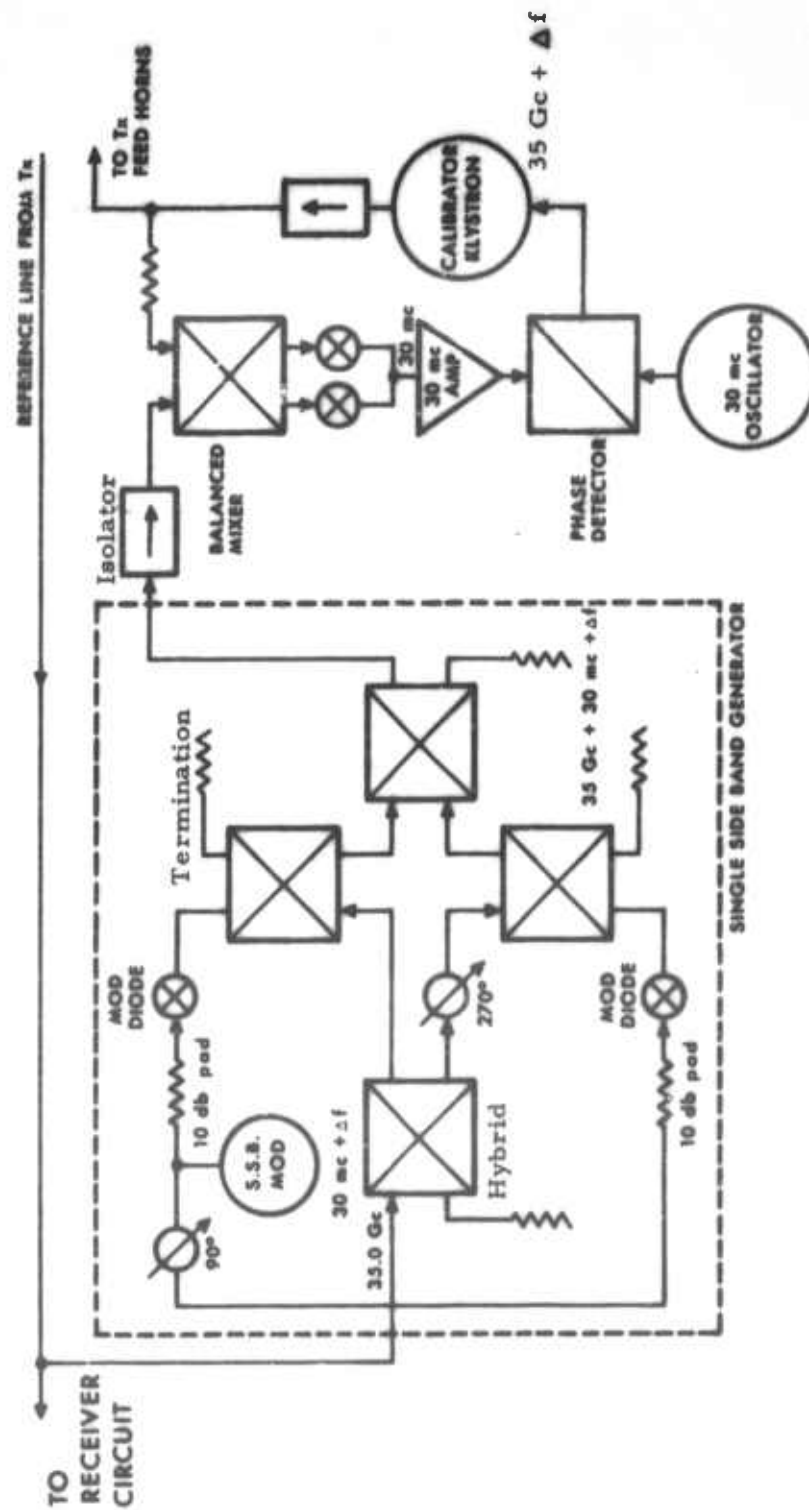 REFERENCE LINE FROM Tx
TO
RECEIVER
CIRCUIT
TO Tx
FEED HORNS
Isolator
BALANCED
MIXER
CALIBRATOR
KLYSTRON
35 Gc + Δf
30 mc
30 mc
AMP
PHASE
DETECTOR
30 mc
OSCILLATOR
MOD
DIODE
Termination
10 db pad
90°
S.S.B.
MOD
30 mc + Δf
35.0 Gc
Hybrid
270°
35 Gc + 30 mc + Δf
MOD
DIODE
10 db pad
SINGLE SIDE BAND GENERATOR